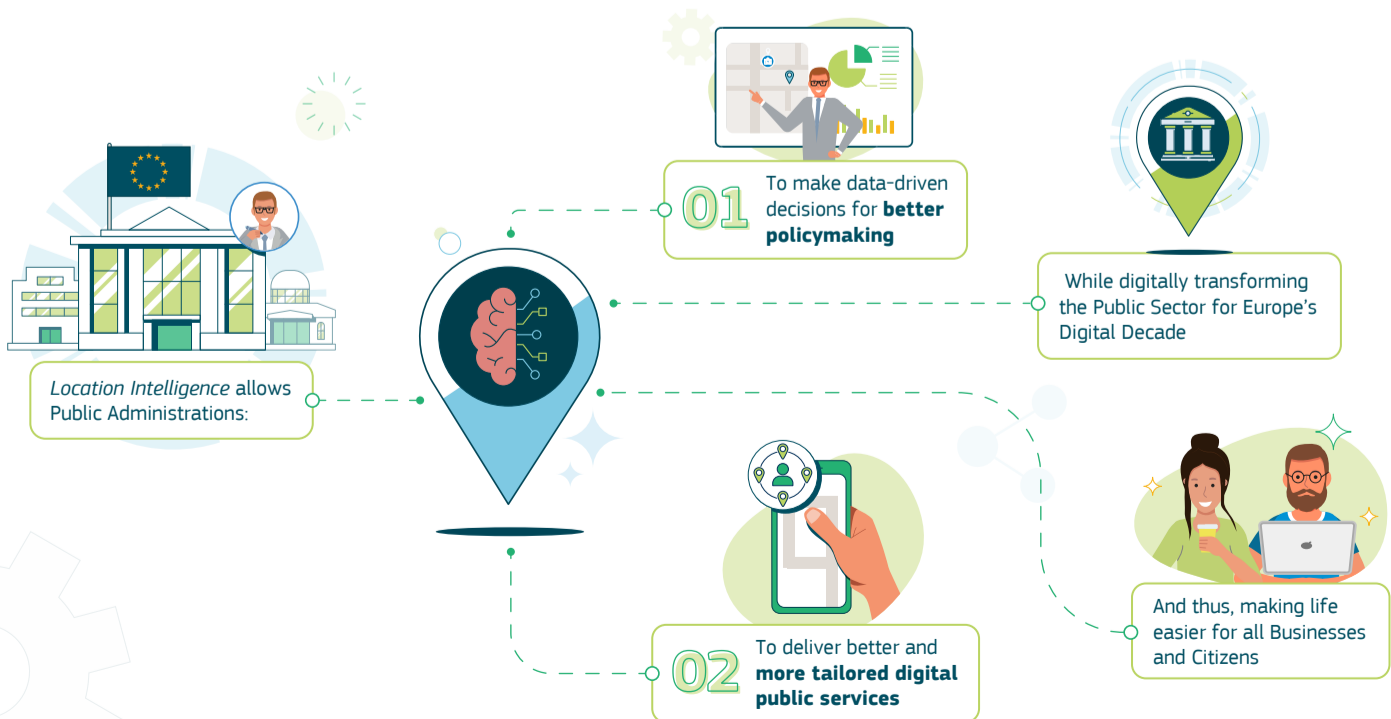 Location Intelligence allows
Public Administrations:
01
To make data-driven
decisions for better
policymaking
While digitally transforming
the Public Sector for Europe's
Digital Decade
02
To deliver better and
more tailored digital
public services
And thus, making life
easier for all Businesses
and Citizens